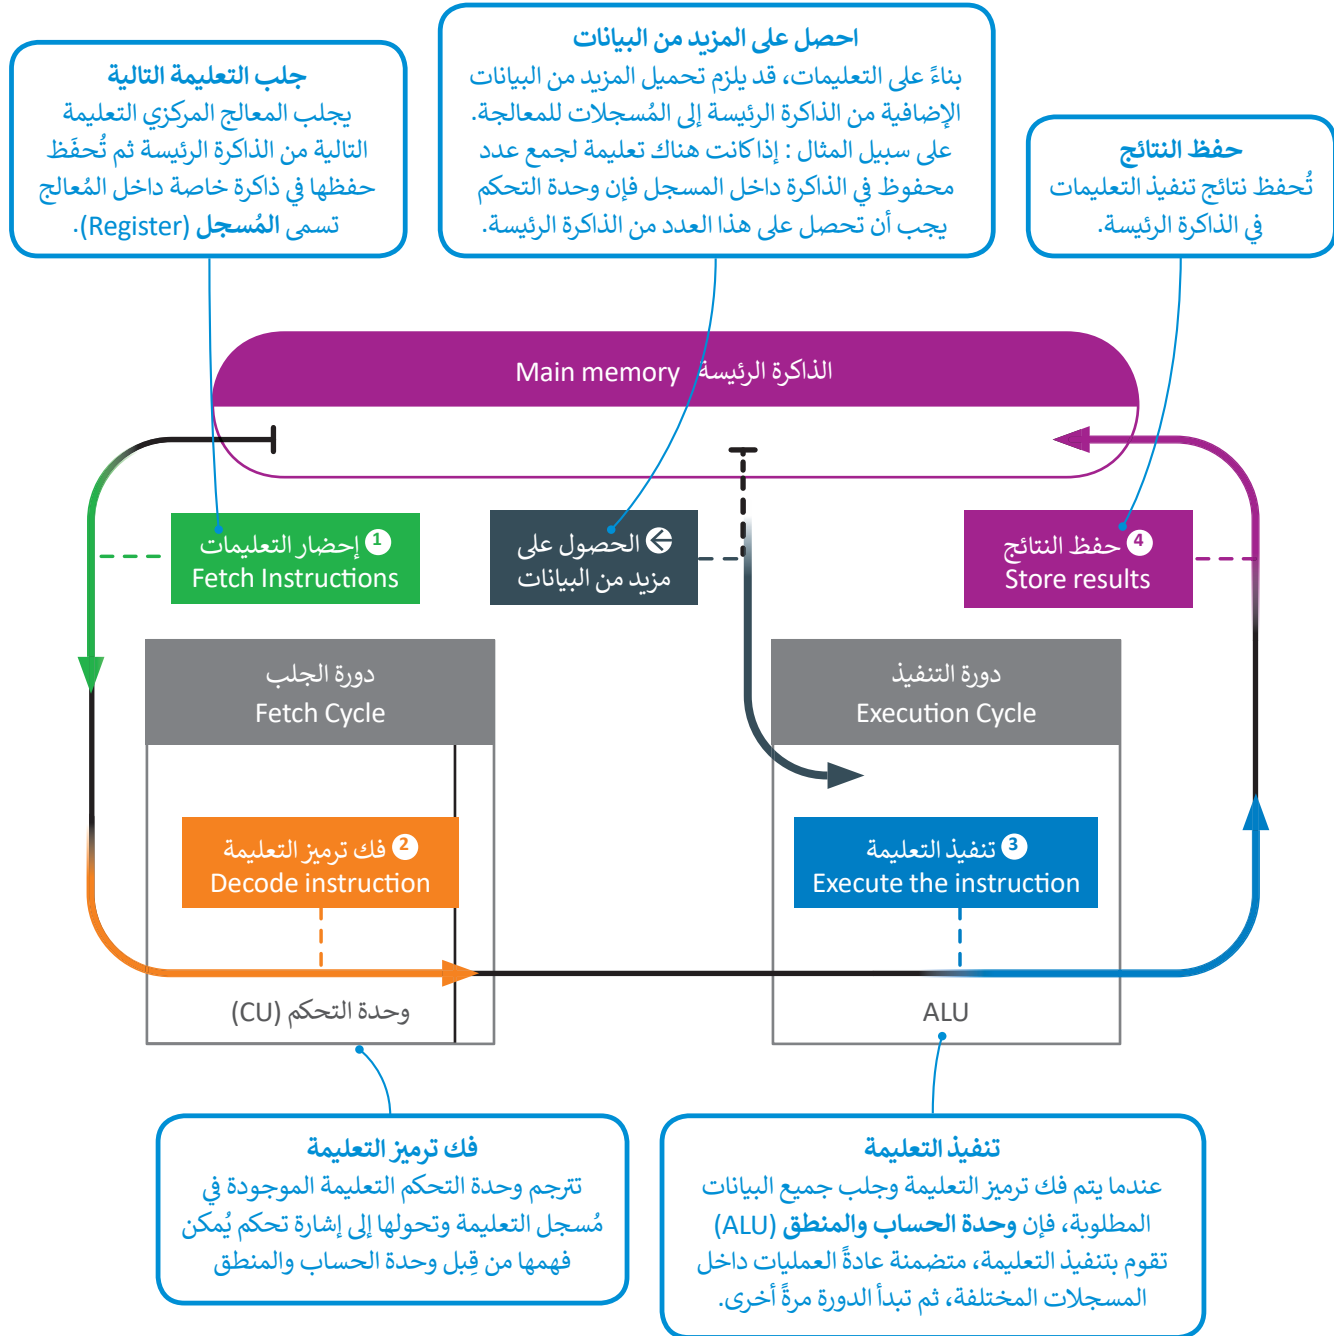 حفظ النتائج
تُحفظ نتائج تنفيذ التعليمات
في الذاكرة الرئيسة.
احصل على المزيد من البيانات
بناءً على التعليمات، قد يلزم تحميل المزيد من البيانات
الإضافية من الذاكرة الرئيسة إلى المُسجلات للمعالجة.
على سبيل المثال : إذا كانت هناك تعليمة لجمع عدد
محفوظ في الذاكرة داخل المسجل فإن وحدة التحكم
يجب أن تحصل على هذا العدد من الذاكرة الرئيسة.
جلب التعليمة التالية
يجلب المعالج المركزي التعليمة
التالية من الذاكرة الرئيسة ثم تُحفَظ
حفظها في ذاكرة خاصة داخل المُعالج
تسمى المُسجل (Register).
الذاكرة الرئيسة Main memory
1 إحضار التعليمات
Fetch Instructions
الحصول على
مزيد من البيانات
4 حفظ النتائج
Store results
دورة الجلب
Fetch Cycle
دورة التنفيذ
Execution Cycle
2 فك ترميز التعليمة
Decode instruction
3 تنفيذ التعليمة
Execute the instruction
وحدة التحكم (CU)
ALU
فك ترميز التعليمة
تترجم وحدة التحكم التعليمة الموجودة في
مُسجل التعليمة وتحولها إلى إشارة تحكم يُمكن
فهمها من قِبل وحدة الحساب والمنطق
تنفيذ التعليمة
عندما يتم فك ترميز التعليمة وجلب جميع البيانات
المطلوبة، فإن وحدة الحساب والمنطق (ALU)
تقوم بتنفيذ التعليمة، متضمنة عادةً العمليات داخل
المسجلات المختلفة، ثم تبدأ الدورة مرةً أخرى.